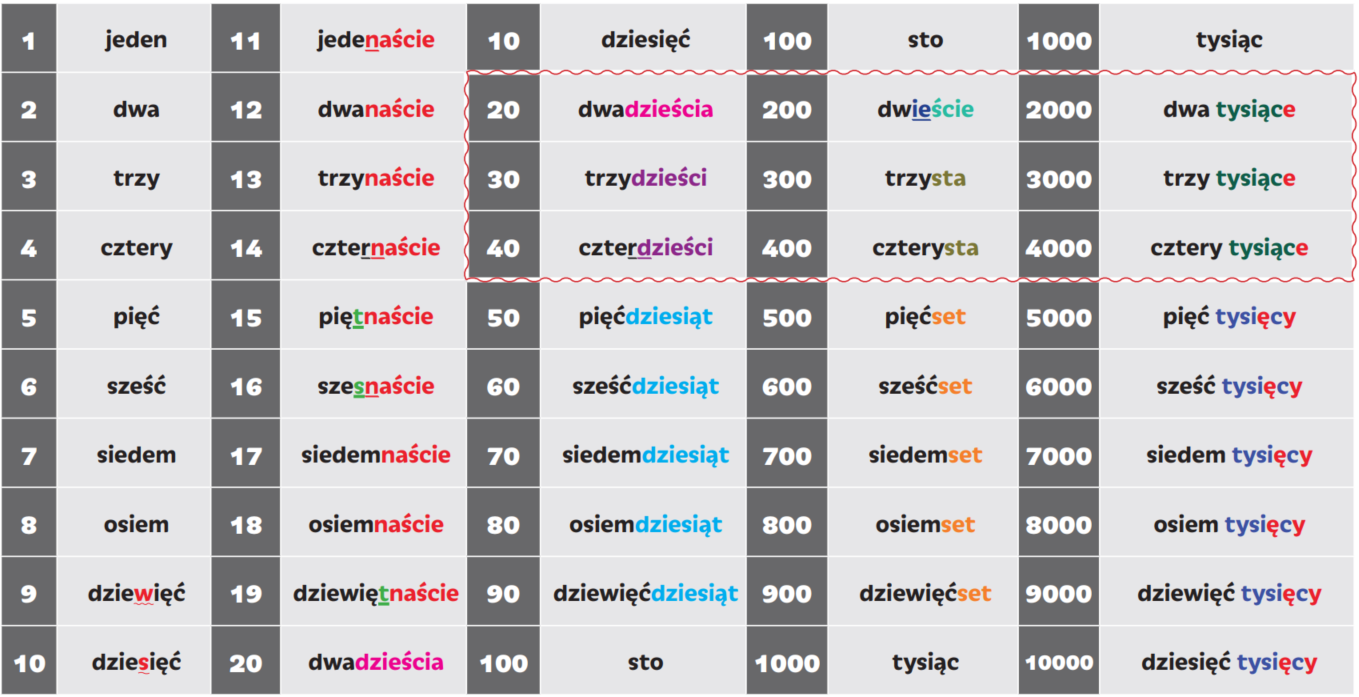 1 jeden 11 jedenaście 10 dziesięć 100 sto 1000 tysiąc
2 dwa 12 dwanaście 20 dwadzieścia 200 dwieście 2000 dwa tysiące
3 trzy 13 trzynaście 30 trzydzieści 300 trzysta 3000 trzy tysiące
4 cztery 14 czternaście 40 czterdzieści 400 czterysta 4000 cztery tysiące
5 pięć 15 piętnaście 50 pięćdziesiąt 500 pięćset 5000 pięć tysięcy
6 sześć 16 szesnaście 60 sześćdziesiąt 600 sześćset 6000 sześć tysięcy
7 siedem 17 siedemnaście 70 siedemdziesiąt 700 siedemset 7000 siedem tysięcy
8 osiem 18 osiemnaście 80 osiemdziesiąt 800 osiemset 8000 osiem tysięcy
9 dziewięć 19 dziewiętnaście 90 dziewięćdziesiąt 900 dziewięćset 9000 dziewięć tysięcy
10 dziesięć 20 dwadzieścia 100 sto 1000 tysiąc 10000 dziesięć tysięcy